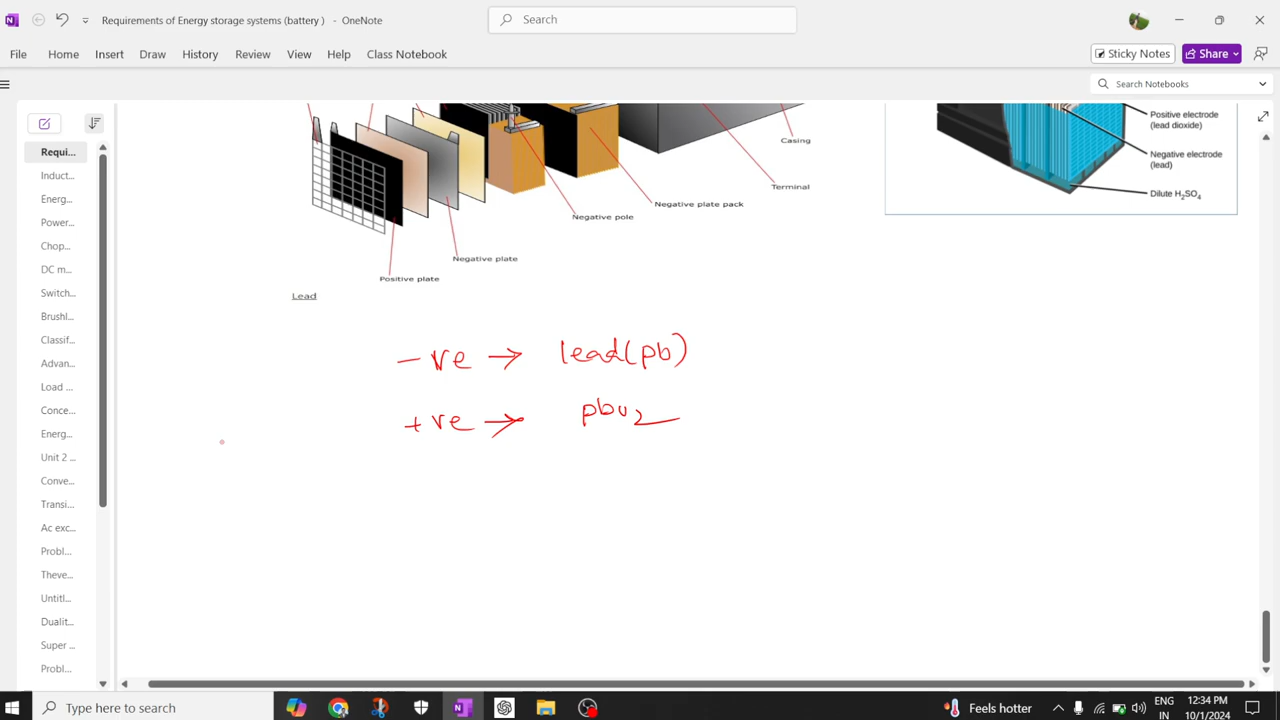 Requirements of Energy storage systems (battery ) - OneNote
Search
File Home Insert Draw History Review View Help Class Notebook
Sticky Notes
Share
Search Notebooks
Requi...
Induct
Energ...
Power...
Chop...
DC m...
Switch...
Brushl...
Classif...
Advan...
Load ...
Conce...
Energ...
Unit 2 ...
Conve...
Transi...
Ac exc...
Probl...
Theve...
Untitl...
Dualit...
Super ...
Probl...
Casing
Terminal
Negative plate pack
Negative pole
Negative plate
Positive plate
Lead
Positive electrode
(lead dioxide)
Negative electrode
(lead)
Dilute H2SO4
-ve → lead(pb)
+ve → pbo2
Type here to search
Feels hotter
ENG
IN
12:34 PM
10/1/2024